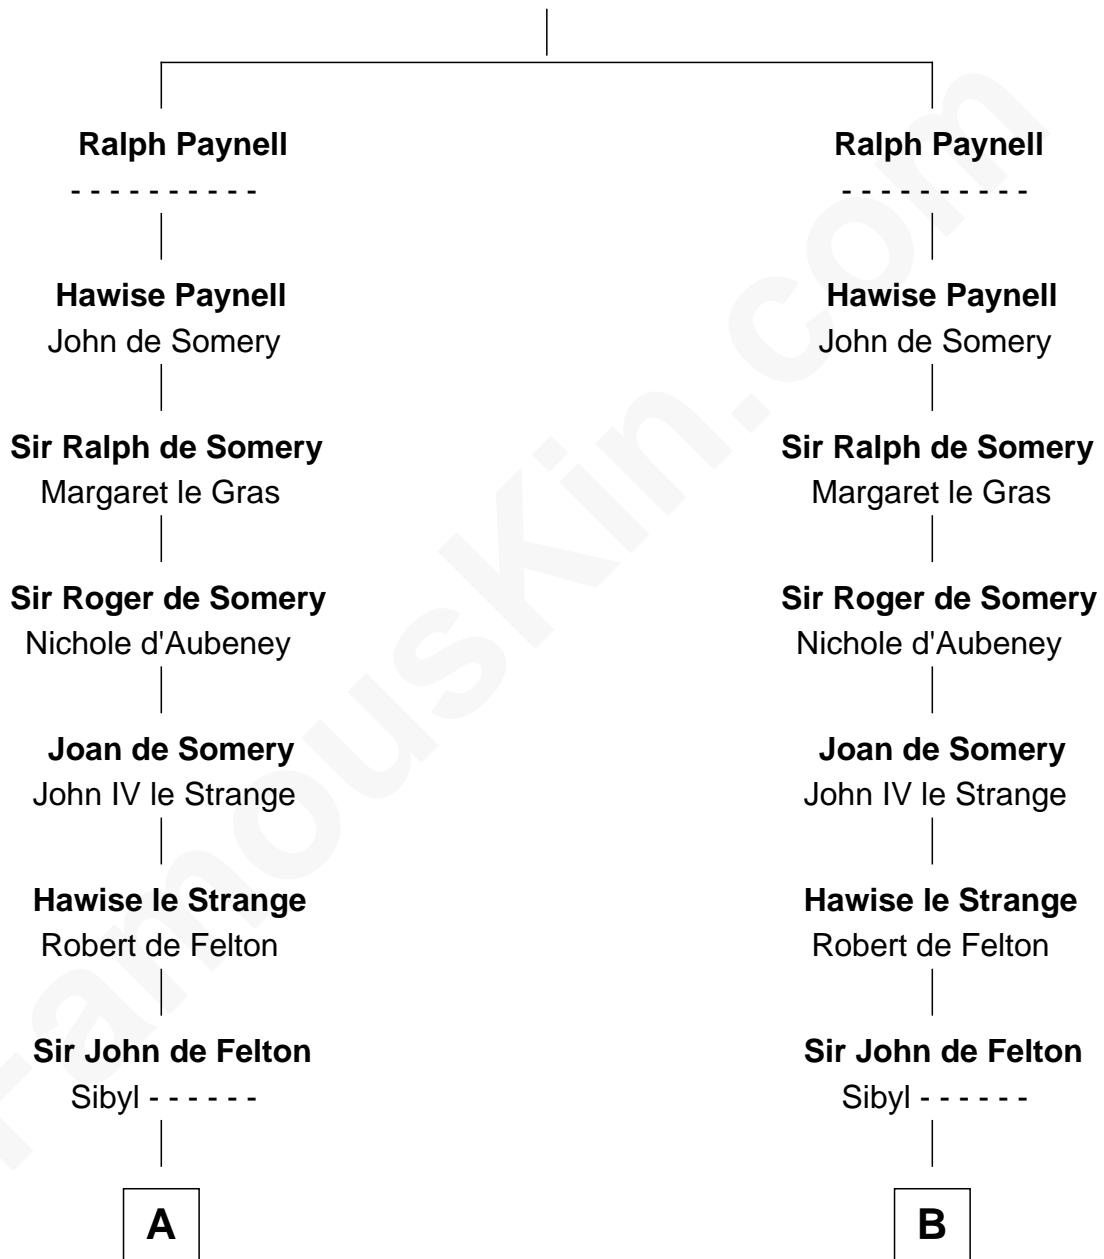 Ralph Paynell Ralph Paynell
- - - - - - - - - - - - - - - - - - - -
Hawise Paynell Hawise Paynell
John de Somery John de Somery
Sir Ralph de Somery Sir Ralph de Somery
Margaret le Gras Margaret le Gras
Sir Roger de Somery Sir Roger de Somery
Nichole d'Aubeney Nichole d'Aubeney
Joan de Somery Joan de Somery
John IV le Strange John IV le Strange
Hawise le Strange Hawise le Strange
Robert de Felton Robert de Felton
Sir John de Felton Sir John de Felton
Sibyl - - - - - - Sibyl - - - - - -
A B
FamousKin.com